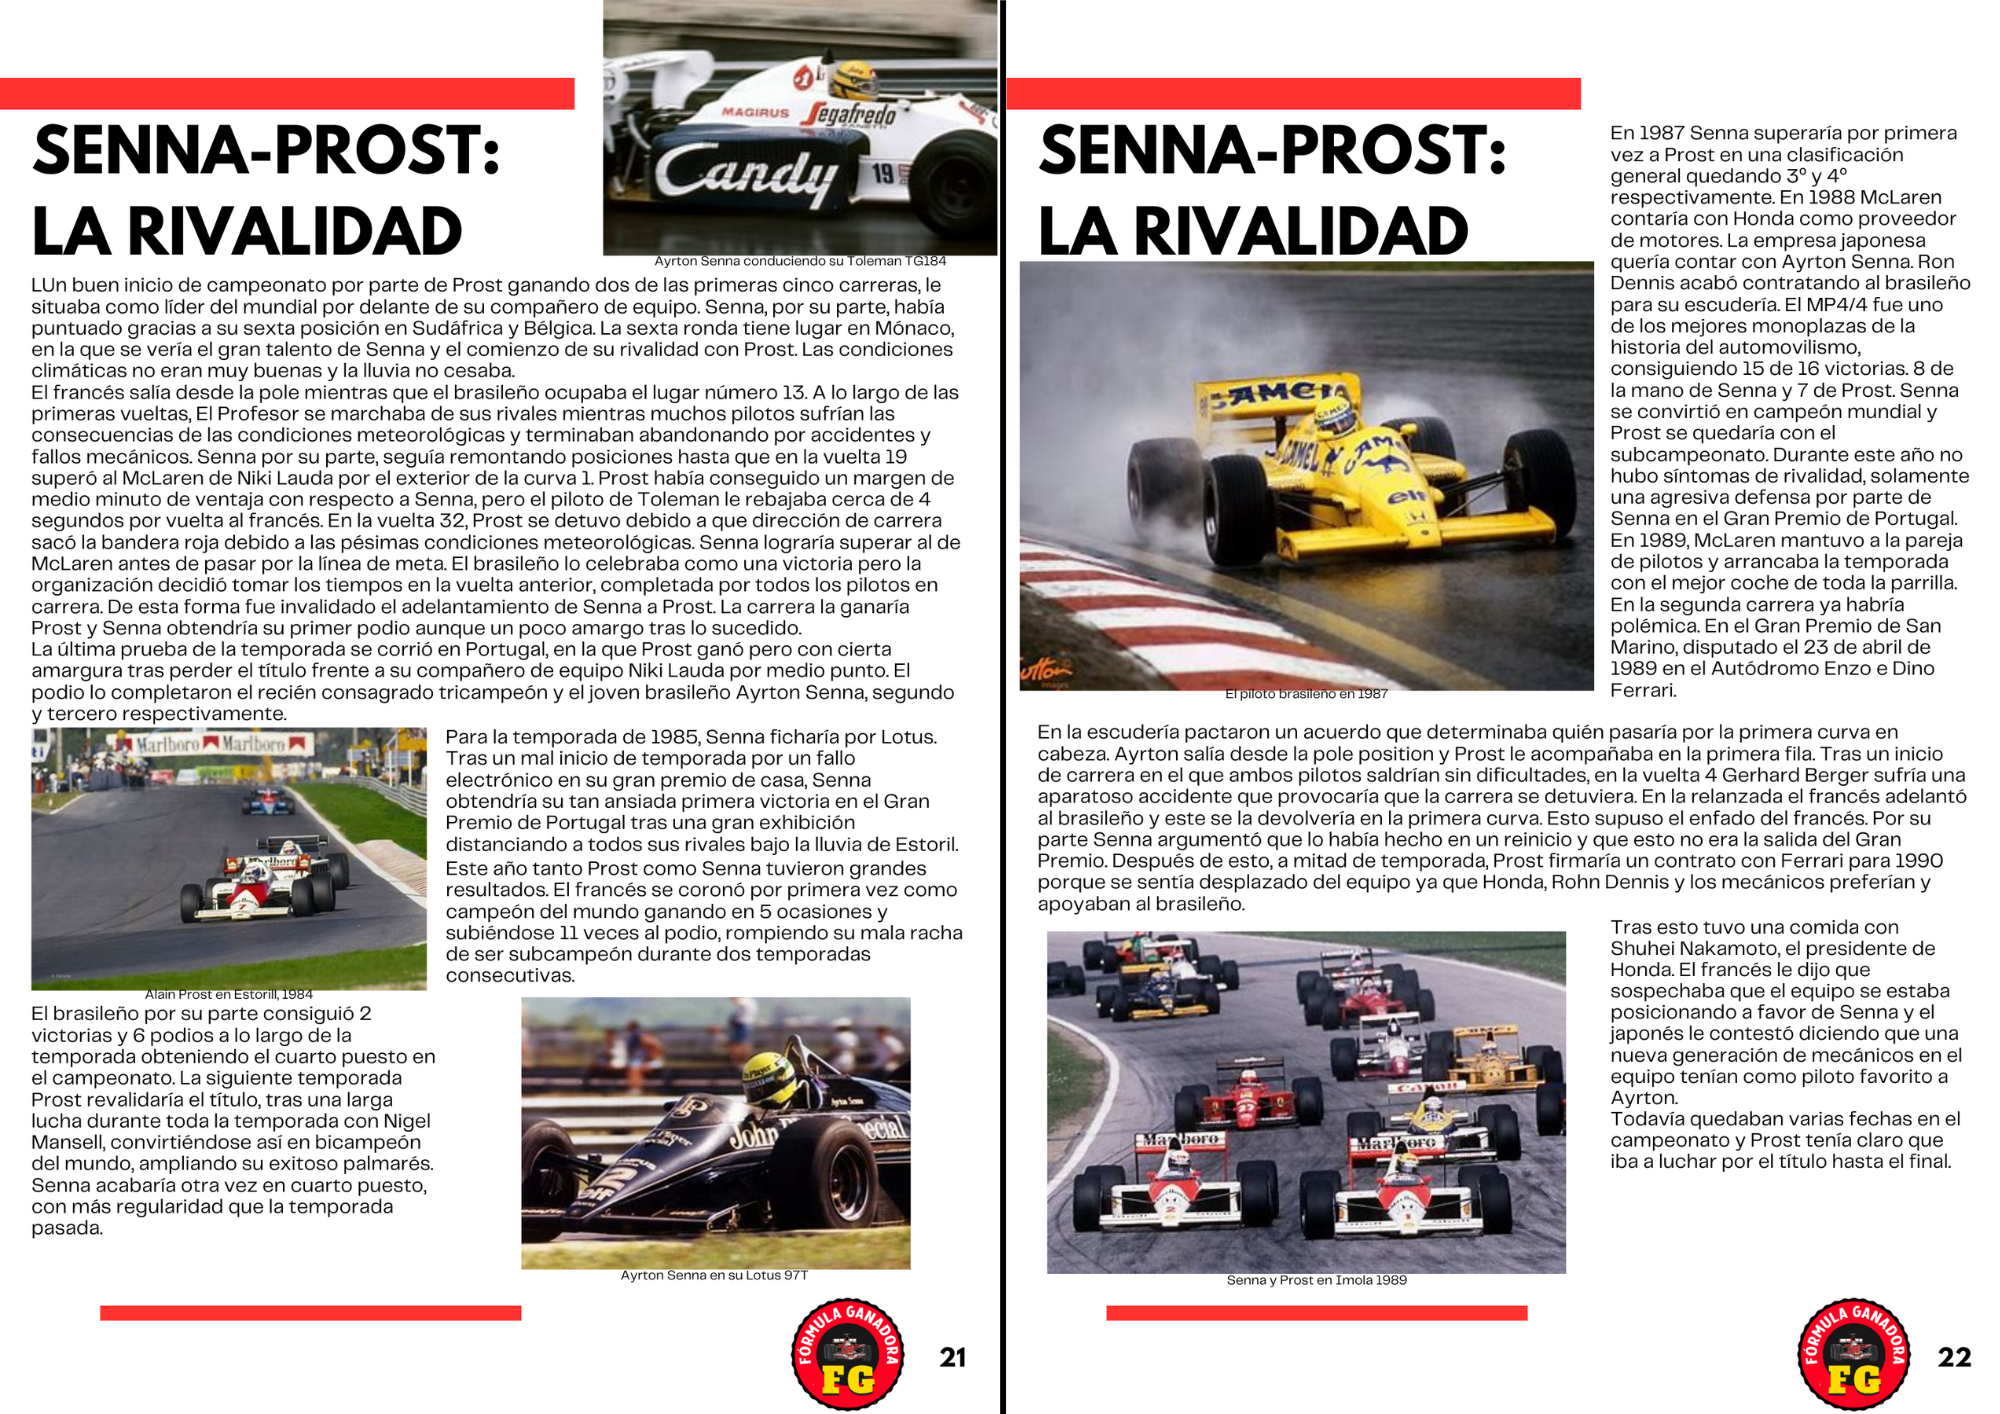 SENNA-PROST:
LA RIVALIDAD
MAGIRUS
Segafredo
ZANETTI
Candy
19
Ayrton Senna conduciendo su Toleman TG184
LUn buen inicio de campeonato por parte de Prost ganando dos de las primeras cinco carreras, le
situaba como líder del mundial por delante de su compañero de equipo. Senna, por su parte, había
puntuado gracias a su sexta posición en Sudáfrica y Bélgica. La sexta ronda tiene lugar en Mónaco,
en la que se vería el gran talento de Senna y el comienzo de su rivalidad con Prost. Las condiciones
climáticas no eran muy buenas y la lluvia no cesaba.
El francés salía desde la pole mientras que el brasileño ocupaba el lugar número 13. A lo largo de las
primeras vueltas, El Profesor se marchaba de sus rivales mientras muchos pilotos sufrían las
consecuencias de las condiciones meteorológicas y terminaban abandonando por accidentes y
fallos mecánicos. Senna por su parte, seguía remontando posiciones hasta que en la vuelta 19
superó al McLaren de Niki Lauda por el exterior de la curva 1. Prost había conseguido un margen de
medio minuto de ventaja con respecto a Senna, pero el piloto de Toleman le rebajaba cerca de 4
segundos por vuelta al francés. En la vuelta 32, Prost se detuvo debido a que dirección de carrera
sacó la bandera roja debido a las pésimas condiciones meteorológicas. Senna lograría superar al de
McLaren antes de pasar por la línea de meta. El brasileño lo celebraba como una victoria pero la
organización decidió tomar los tiempos en la vuelta anterior, completada por todos los pilotos en
carrera. De esta forma fue invalidado el adelantamiento de Senna a Prost. La carrera la ganaría
Prost y Senna obtendría su primer podio aunque un poco amargo tras lo sucedido.
La última prueba de la temporada se corrió en Portugal, en la que Prost ganó pero con cierta
amargura tras perder el título frente a su compañero de equipo Niki Lauda por medio punto. El
podio lo completaron el recién consagrado tricampeón y el joven brasileño Ayrton Senna, segundo
y tercero respectivamente.
Marlboro Marlboro
Marlboro
7
Alain Prost en Estorill, 1984
Para la temporada de 1985, Senna ficharía por Lotus.
Tras un mal inicio de temporada por un fallo
electrónico en su gran premio de casa, Senna
obtendría su tan ansiada primera victoria en el Gran
Premio de Portugal tras una gran exhibición
distanciando a todos sus rivales bajo la lluvia de Estoril.
Este año tanto Prost como Senna tuvieron grandes
resultados. El francés se coronó por primera vez como
campeón del mundo ganando en 5 ocasiones y
subiéndose 11 veces al podio, rompiendo su mala racha
de ser subcampeón durante dos temporadas
consecutivas.
El brasileño por su parte consiguió 2
victorias y 6 podios a lo largo de la
temporada obteniendo el cuarto puesto en
el campeonato. La siguiente temporada
Prost revalidaría el título, tras una larga
lucha durante toda la temporada con Nigel
Mansell, convirtiéndose así en bicampeón
del mundo, ampliando su exitoso palmarés.
Senna acabaría otra vez en cuarto puesto,
con más regularidad que la temporada
pasada.
John
Special
Ayrton Senna en su Lotus 97T
FÓRMULA GANADORA
FG
21
SENNA-PROST:
LA RIVALIDAD
CAMEL
CAMEL
CAMEL
elf
El piloto brasileño en 1987
En 1987 Senna superaría por primera
vez a Prost en una clasificación
general quedando 3º y 4º
respectivamente. En 1988 McLaren
contaría con Honda como proveedor
de motores. La empresa japonesa
quería contar con Ayrton Senna. Ron
Dennis acabó contratando al brasileño
para su escudería. El MP4/4 fue uno
de los mejores monoplazas de la
historia del automovilismo,
consiguiendo 15 de 16 victorias. 8 de
la mano de Senna y 7 de Prost. Senna
se convirtió en campeón mundial y
Prost se quedaría con el
subcampeonato. Durante este año no
hubo síntomas de rivalidad, solamente
una agresiva defensa por parte de
Senna en el Gran Premio de Portugal.
En 1989, McLaren mantuvo a la pareja
de pilotos y arrancaba la temporada
con el mejor coche de toda la parrilla.
En la segunda carrera ya habría
polémica. En el Gran Premio de San
Marino, disputado el 23 de abril de
1989 en el Autódromo Enzo e Dino
Ferrari.
En la escudería pactaron un acuerdo que determinaba quién pasaría por la primera curva en
cabeza. Ayrton salía desde la pole position y Prost le acompañaba en la primera fila. Tras un inicio
de carrera en el que ambos pilotos saldrían sin dificultades, en la vuelta 4 Gerhard Berger sufría una
aparatoso accidente que provocaría que la carrera se detuviera. En la relanzada el francés adelantó
al brasileño y este se la devolvería en la primera curva. Esto supuso el enfado del francés. Por su
parte Senna argumentó que lo había hecho en un reinicio y que esto no era la salida del Gran
Premio. Después de esto, a mitad de temporada, Prost firmaría un contrato con Ferrari para 1990
porque se sentía desplazado del equipo ya que Honda, Rohn Dennis y los mecánicos preferían y
apoyaban al brasileño.
Canon
Marlboro
Marlboro
Senna y Prost en Imola 1989
Tras esto tuvo una comida con
Shuhei Nakamoto, el presidente de
Honda. El francés le dijo que
sospechaba que el equipo se estaba
posicionando a favor de Senna y el
japonés le contestó diciendo que una
nueva generación de mecánicos en el
equipo tenían como piloto favorito a
Ayrton.
Todavía quedaban varias fechas en el
campeonato y Prost tenía claro que
iba a luchar por el título hasta el final.
FÓRMULA GANADORA
FG
22